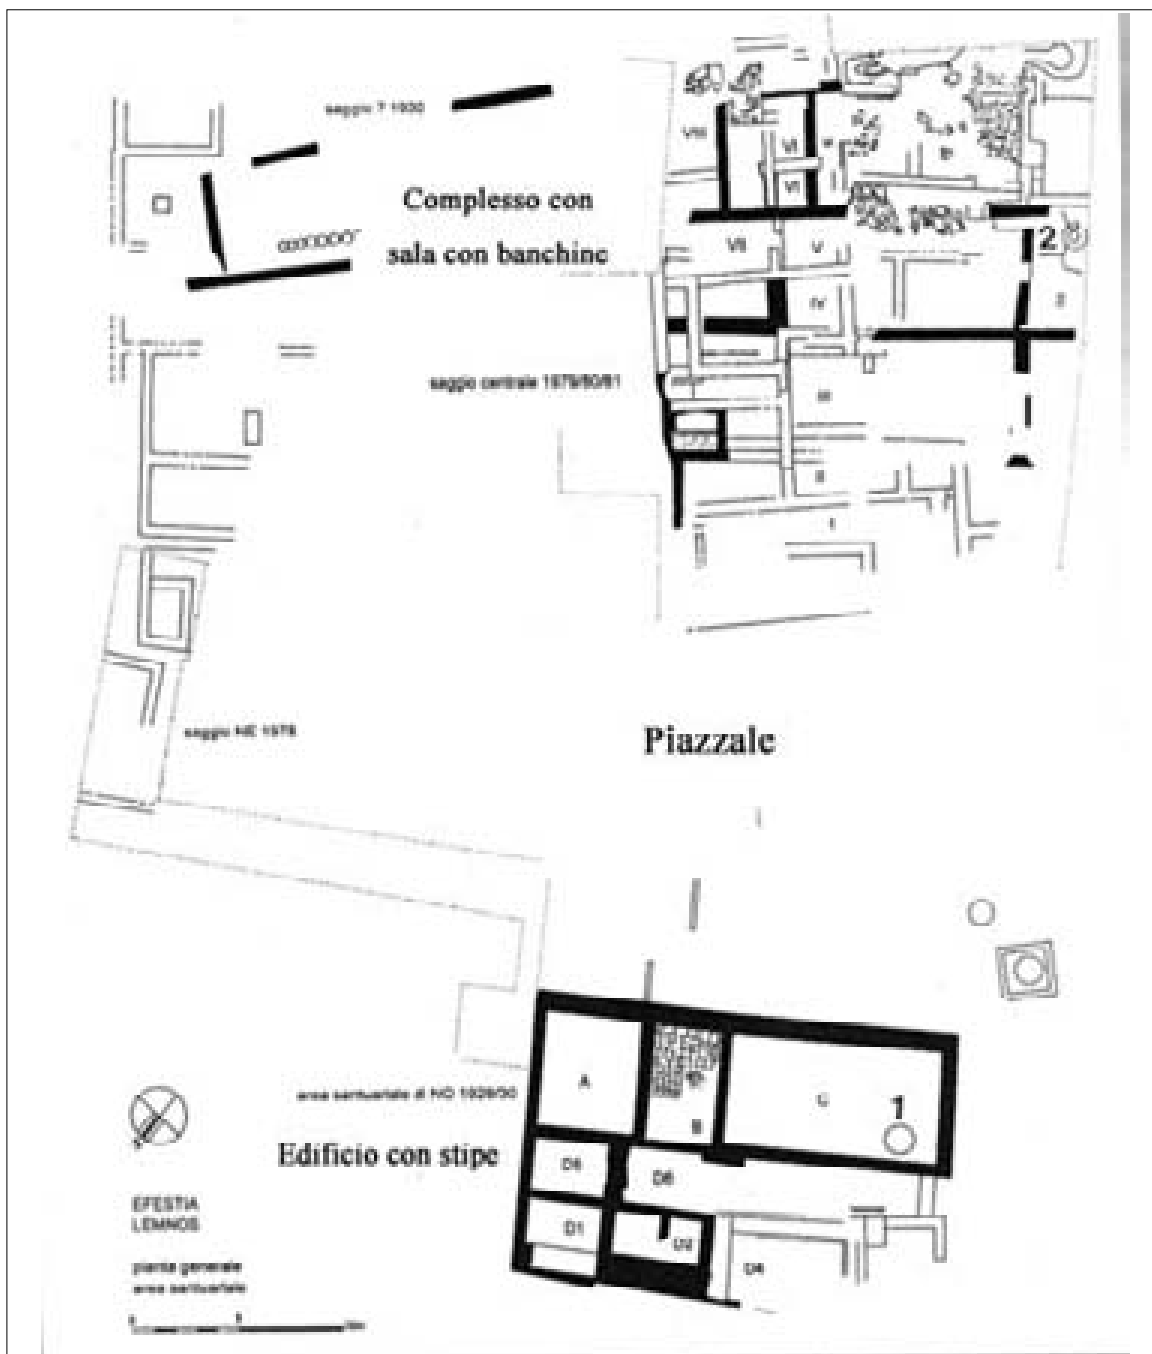 saggio 7 1930
VIII
VI
V
VI
Complesso con
sala con banchine
2
VII
V
IV
saggio centrale 1979/80/81
III
II
I
saggio NE 1978
Piazzale
A
B
C
1
area santuariale di NO 1929/30
Edificio con stipe
D5
D6
D1
D4
EFESTIA
LEMNOS
pianta generale
area santuariale